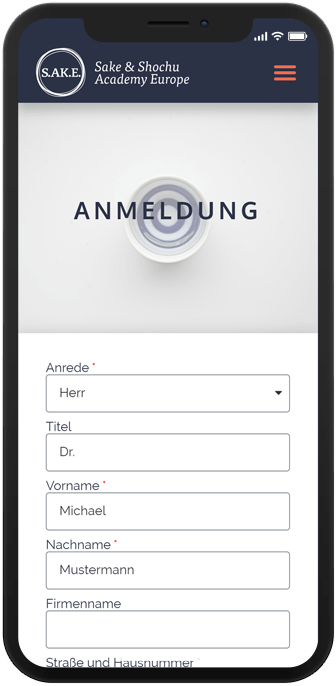 S.AK.E.
Sake & Shochu
Academy Europe
ANMELDUNG
Anrede *
Herr
Titel
Dr.
Vorname *
Michael
Nachname *
Mustermann
Firmenname
Straße und Hausnummer